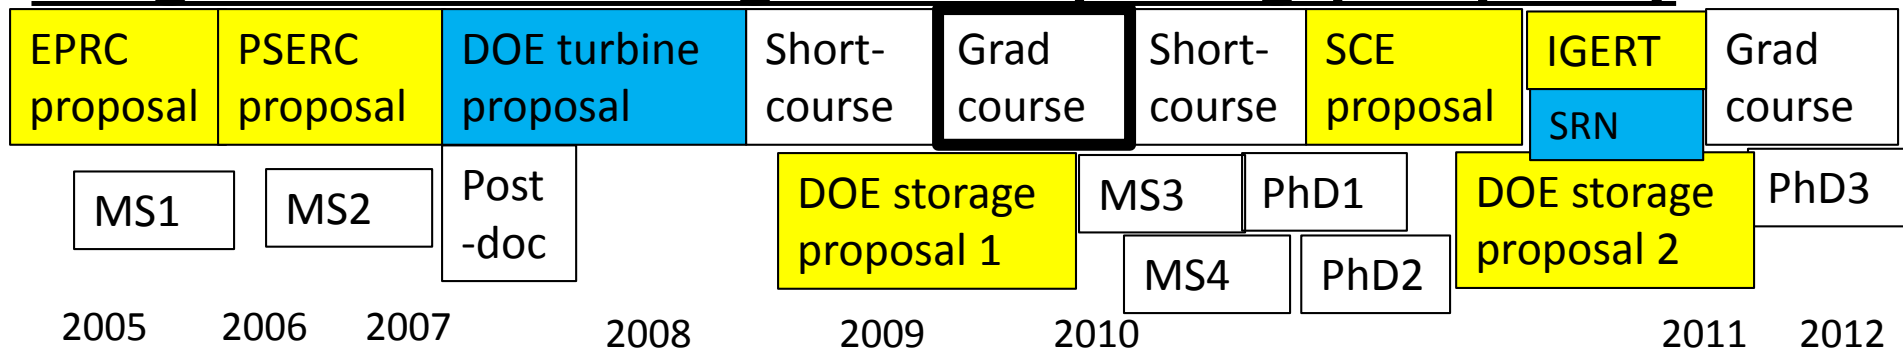 EPRC
proposal
PSERC
proposal
DOE turbine
proposal
Short-
course
Grad
course
Short-
course
SCE
proposal
IGERT
SRN
Grad
course
MS1
MS2
Post
-doc
DOE storage
proposal 1
MS3
MS4
PhD1
PhD2
DOE storage
proposal 2
PhD3
2005 2006 2007 2008 2009 2010 2011 2012